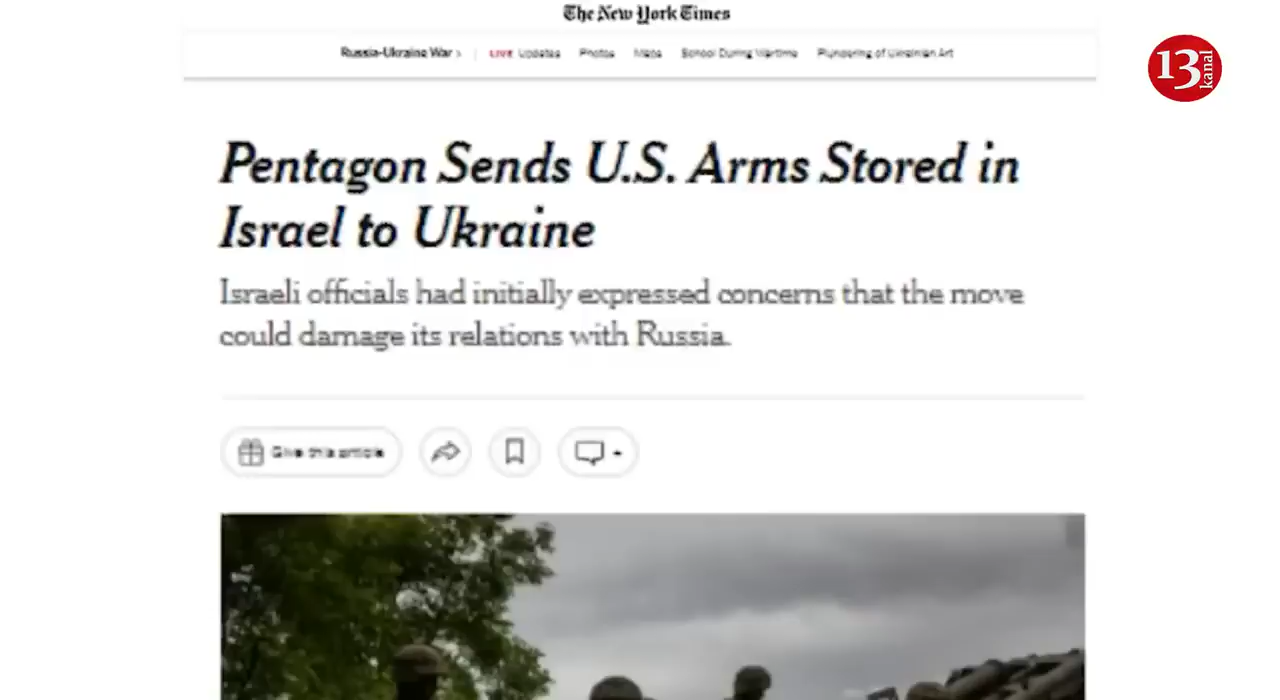 The New York Times
Russia-Ukraine War LIVE Updates Photos Maps School During Wartime Plundering of Ukrainian Art
13 kanal
Pentagon Sends U.S. Arms Stored in
Israel to Ukraine
Israeli officials had initially expressed concerns that the move
could damage its relations with Russia.
Give this article